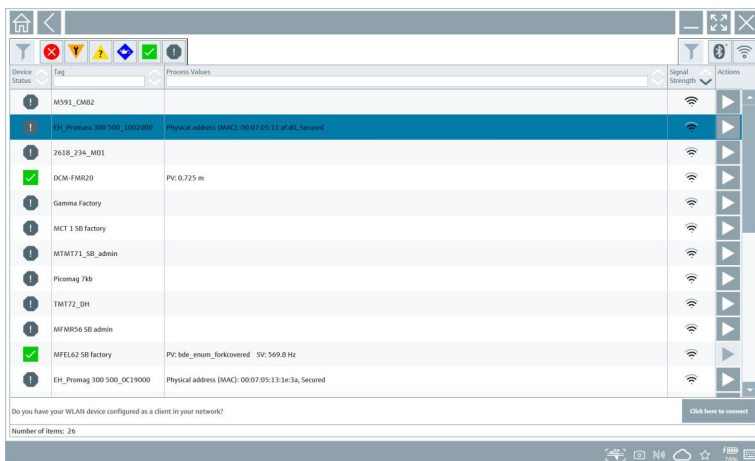 Device Status
Tag
Process Values
Signal Strength
Actions
M591_CM82
EH_Promass 300 500_1002000 Physical address (MAC): 00:07:05:11:af:d0, Secured
2618_234_M01
DCM-FMR20 PV: 0.725 m
Gamma Factory
MCT 1 SB factory
MTMT71_SB_admin
Picomag 7kb
TMT72_DH
MFMR56 SB admin
MFEL62 SB factory PV: bde_enum_forkcovered SV: 569.8 Hz
EH_Promag 300 500_0C19000 Physical address (MAC): 00:07:05:13:1e:3a, Secured
Do you have your WLAN device configured as a client in your network? Click here to connect
Number of items: 26
78%